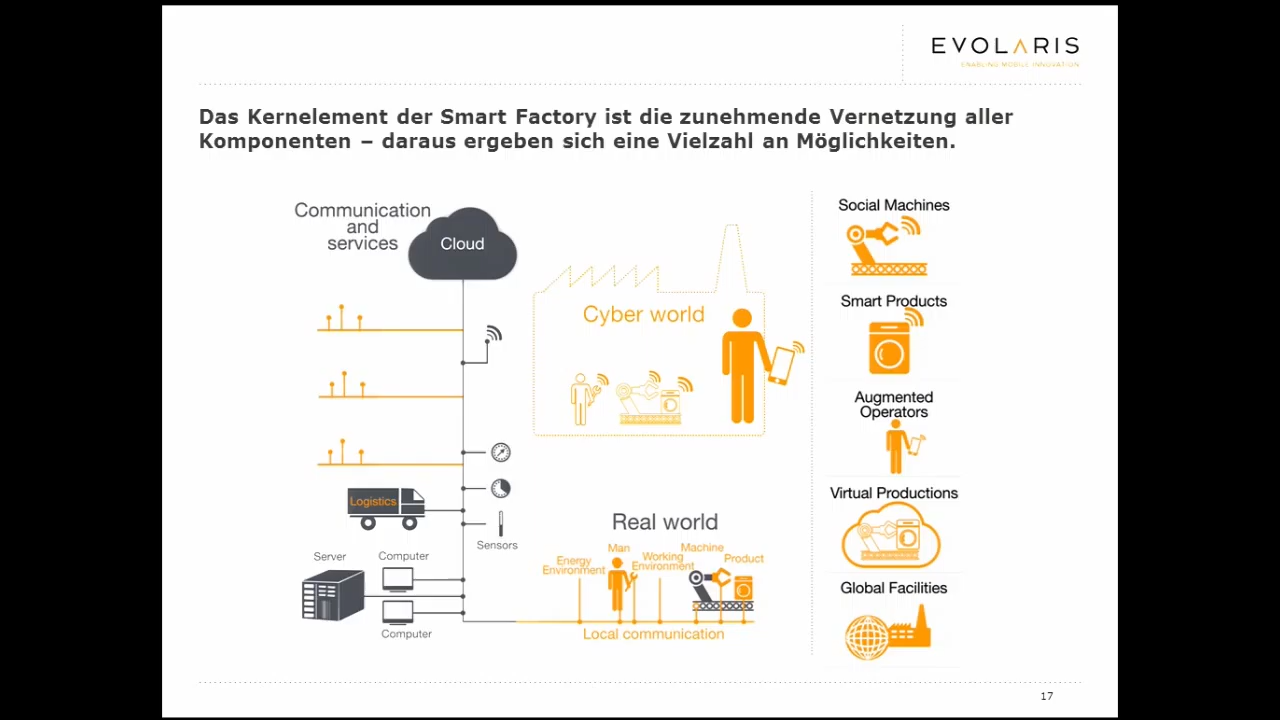 EVOLARIS
ENABLING MOBILE INNOVATION
Das Kernelement der Smart Factory ist die zunehmende Vernetzung aller
Komponenten – daraus ergeben sich eine Vielzahl an Möglichkeiten.
Communication
and
services
Cloud
Logistics
Sensors
Server
Computer
Computer
Cyber world
Real world
Energy
Environment
Man
Working
Environment
Machine
Product
Local communication
Social Machines
Smart Products
Augmented
Operators
Virtual Productions
Global Facilities
17